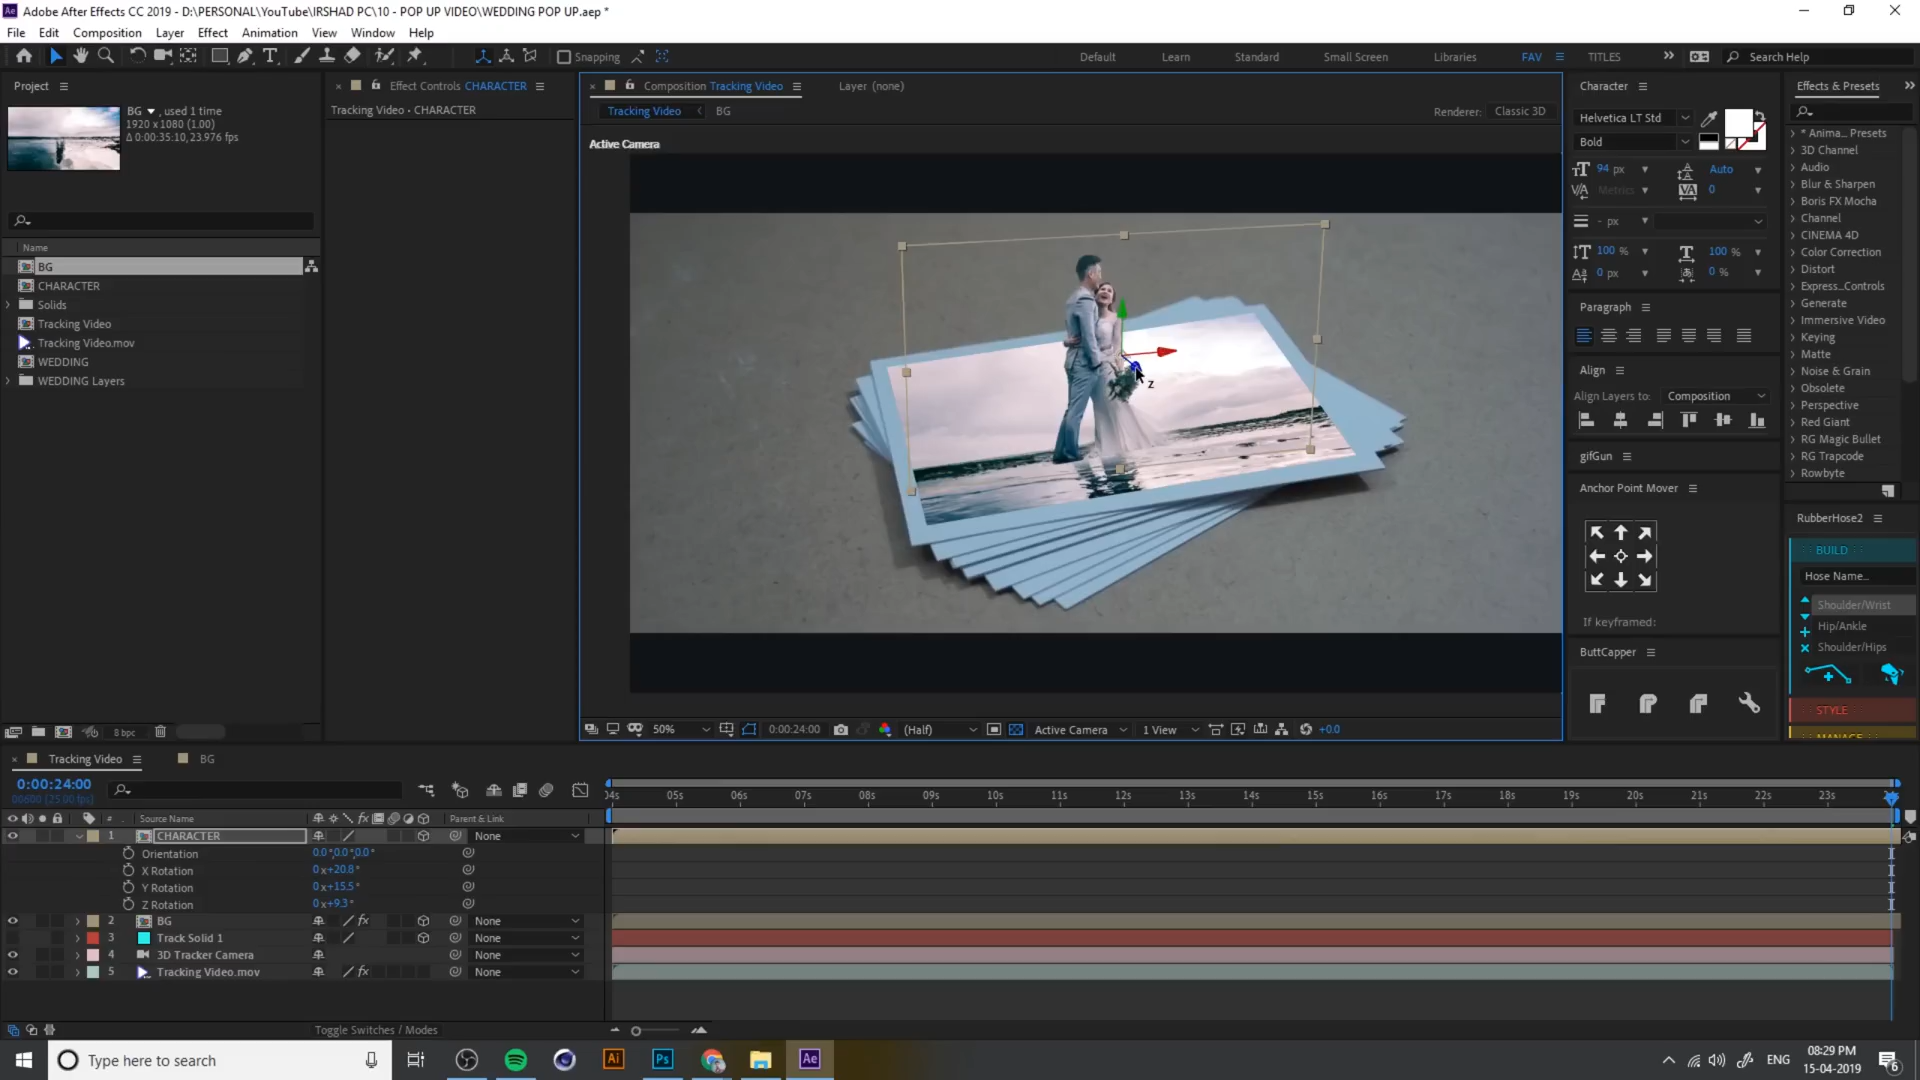 Adobe After Effects CC 2019 - D:\PERSONAL\YouTube\IRSHAD PC\10 - POP UP VIDEO\WEDDING POP UP.aep *
File Edit Composition Layer Effect Animation View Window Help
Snapping
Default Learn Standard Small Screen Libraries FAV TITLES Search Help
Project
BG , used 1 time
1920 x 1080 (1.00)
Δ 0:00:35:10, 23.976 fps
Name
BG
CHARACTER
Solids
Tracking Video
Tracking Video.mov
WEDDING
WEDDING Layers
8 bpc
Effect Controls CHARACTER
Tracking Video • CHARACTER
Composition Tracking Video
Layer (none)
Tracking Video BG
Renderer: Classic 3D
Active Camera
z
50% 0:00:24:00 (Half) Active Camera 1 View +0.0
Character
Helvetica LT Std
Bold
94 px Auto
Metrics 0
- px
100 % 100 %
0 px 0 %
Paragraph
Align
Align Layers to: Composition
gifGun
Anchor Point Mover
If keyframed:
ButtCapper
Effects & Presets
* Anima... Presets
3D Channel
Audio
Blur & Sharpen
Boris FX Mocha
Channel
CINEMA 4D
Color Correction
Distort
Express...Controls
Generate
Immersive Video
Keying
Matte
Noise & Grain
Obsolete
Perspective
Red Giant
RG Magic Bullet
RG Trapcode
Rowbyte
RubberHose2
BUILD
Hose Name...
Shoulder/Wrist
Hip/Ankle
Shoulder/Hips
STYLE
MANAGE
Tracking Video BG
0:00:24:00
00600 (25.00 fps)
# Source Name Parent & Link
1 CHARACTER None
Orientation 0.0°,0.0°,0.0°
X Rotation 0x+20.8°
Y Rotation 0x+15.5°
Z Rotation 0x+9.3°
2 BG fx None
3 Track Solid 1 None
4 3D Tracker Camera None
5 Tracking Video.mov fx None
04s 05s 06s 07s 08s 09s 10s 11s 12s 13s 14s 15s 16s 17s 18s 19s 20s 21s 22s 23s
Toggle Switches / Modes
Type here to search
Ai Ps Ae
ENG
08:29 PM
15-04-2019
6